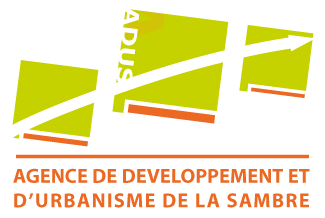 ADUS
AGENCE DE DEVELOPPEMENT ET
D'URBANISME DE LA SAMBRE